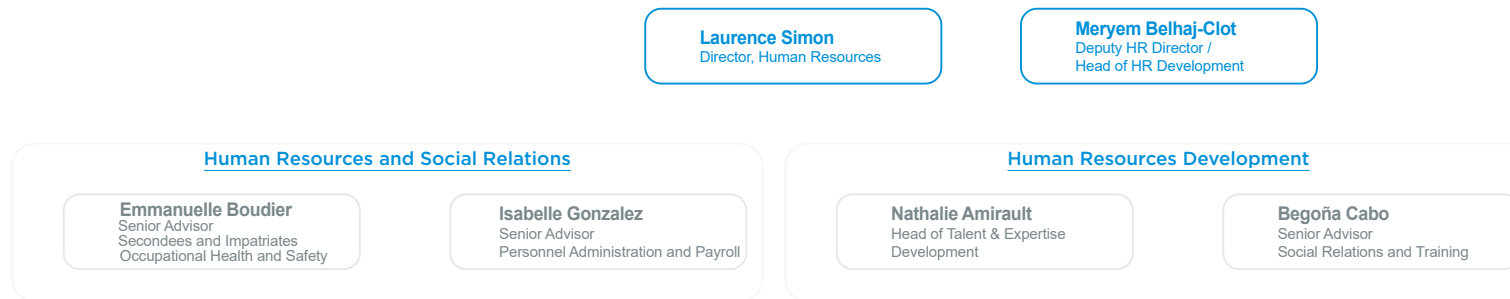 Laurence Simon
Director, Human Resources
Meryem Belhaj-Clot
Deputy HR Director /
Head of HR Development
Human Resources and Social Relations
Emmanuelle Boudier
Senior Advisor
Secondees and Impatriates
Occupational Health and Safety
Isabelle Gonzalez
Senior Advisor
Personnel Administration and Payroll
Human Resources Development
Nathalie Amirault
Head of Talent & Expertise
Development
Begoña Cabo
Senior Advisor
Social Relations and Training